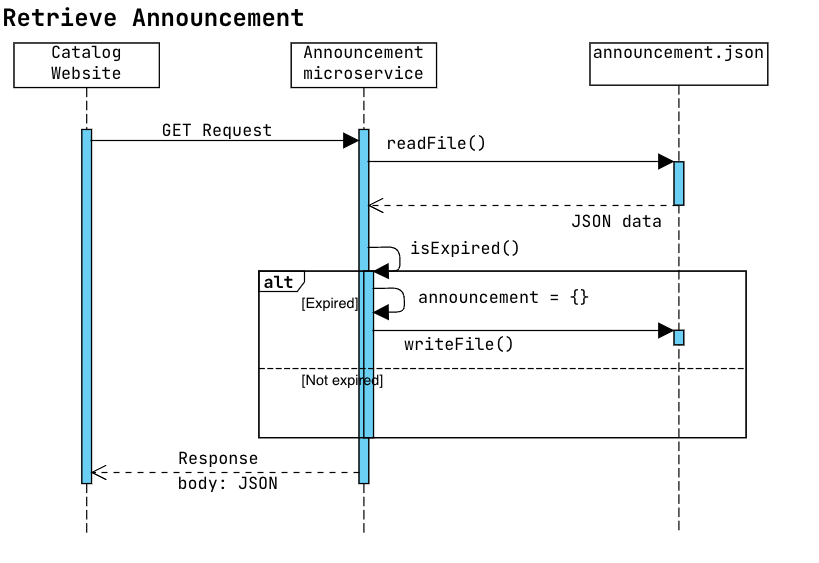 Retrieve Announcement
Catalog
Website
Announcement
microservice
announcement.json
GET Request
readFile()
JSON data
isExpired()
alt
[Expired]
announcement = {}
writeFile()
[Not expired]
Response
body: JSON